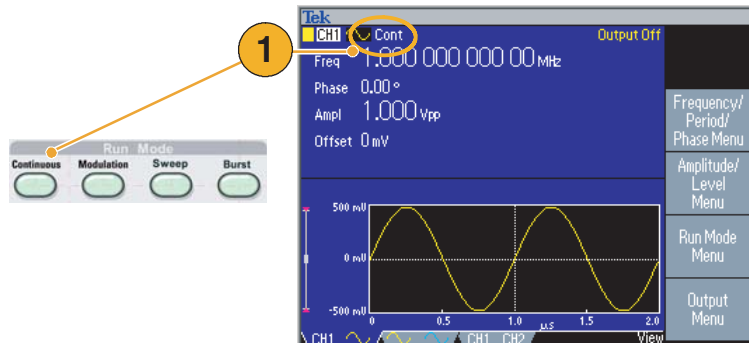 Tek
1
CH1 Cont Output Off
Freq 1.000 000 000 00 MHz
Phase 0.00 °
Ampl 1.000 Vpp
Offset 0 mV
Frequency/
Period/
Phase Menu
Amplitude/
Level
Menu
Run Mode
Menu
Output
Menu
Run Mode
Continuous Modulation Sweep Burst
500 mV
0 mV
-500 mV
0 0.5 1.0 1.5 2.0
µs
CH1 CH1 CH2 View